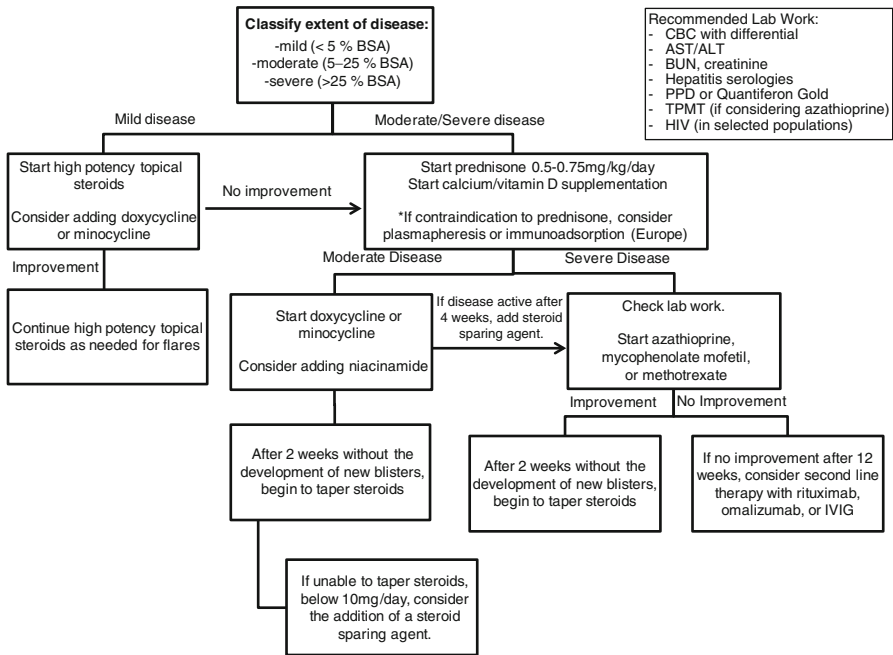 Classify extent of disease:
-mild (< 5 % BSA)
-moderate (5–25 % BSA)
-severe (>25 % BSA)
Recommended Lab Work:
- CBC with differential
- AST/ALT
- BUN, creatinine
- Hepatitis serologies
- PPD or Quantiferon Gold
- TPMT (if considering azathioprine)
- HIV (in selected populations)
Mild disease
Moderate/Severe disease
Start high potency topical
steroids
Consider adding doxycycline
or minocycline
No improvement
Start prednisone 0.5-0.75mg/kg/day
Start calcium/vitamin D supplementation
*If contraindication to prednisone, consider
plasmapheresis or immunoadsorption (Europe)
Improvement
Moderate Disease
Severe Disease
Continue high potency topical
steroids as needed for flares
Start doxycycline or
minocycline
Consider adding niacinamide
If disease active after
4 weeks, add steroid
sparing agent.
Check lab work.
Start azathioprine,
mycophenolate mofetil,
or methotrexate
Improvement
No Improvement
After 2 weeks without the
development of new blisters,
begin to taper steroids
After 2 weeks without the
development of new blisters,
begin to taper steroids
If no improvement after 12
weeks, consider second line
therapy with rituximab,
omalizumab, or IVIG
If unable to taper steroids,
below 10mg/day, consider
the addition of a steroid
sparing agent.